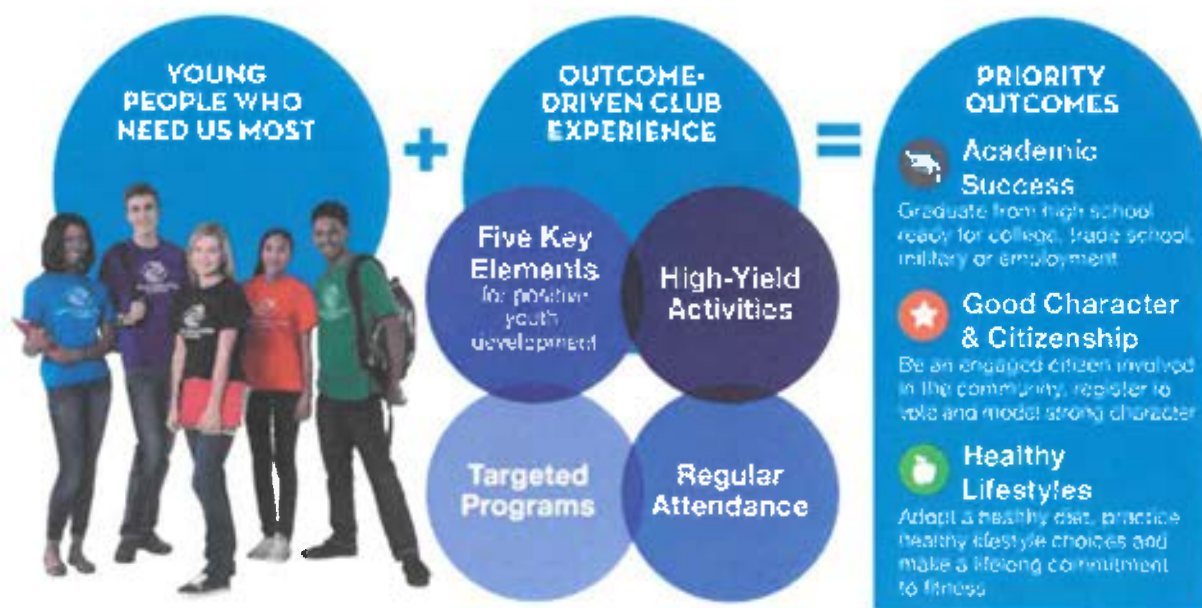 YOUNG
PEOPLE WHO
NEED US MOST
+
OUTCOME-
DRIVEN CLUB
EXPERIENCE
Five Key
Elements
for positive
youth
development
High-Yield
Activities
Targeted
Programs
Regular
Attendance
=
PRIORITY
OUTCOMES
Academic
Success
Graduate from high school
ready for college, trade school,
military or employment
Good Character
& Citizenship
Be an engaged citizen involved
in the community, register to
vote and model strong character
Healthy
Lifestyles
Adopt a healthy diet, practice
healthy lifestyle choices and
make a lifelong commitment
to fitness